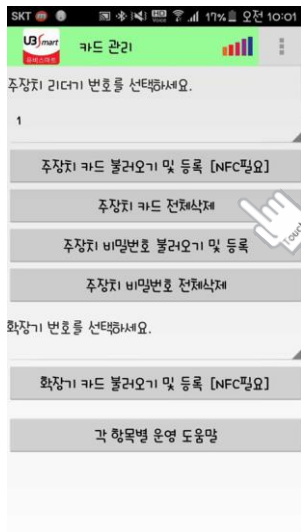 SKT 17% 오전 10:01
UBSmart 카드 관리
유비스마트
주장치 리더기 번호를 선택하세요.
1
주장치 카드 불러오기 및 등록 [NFC필요]
주장치 카드 전체삭제
Touch
주장치 비밀번호 불러오기 및 등록
주장치 비밀번호 전체삭제
확장기 번호를 선택하세요.
확장기 카드 불러오기 및 등록 [NFC필요]
각 항목별 운영 도움말